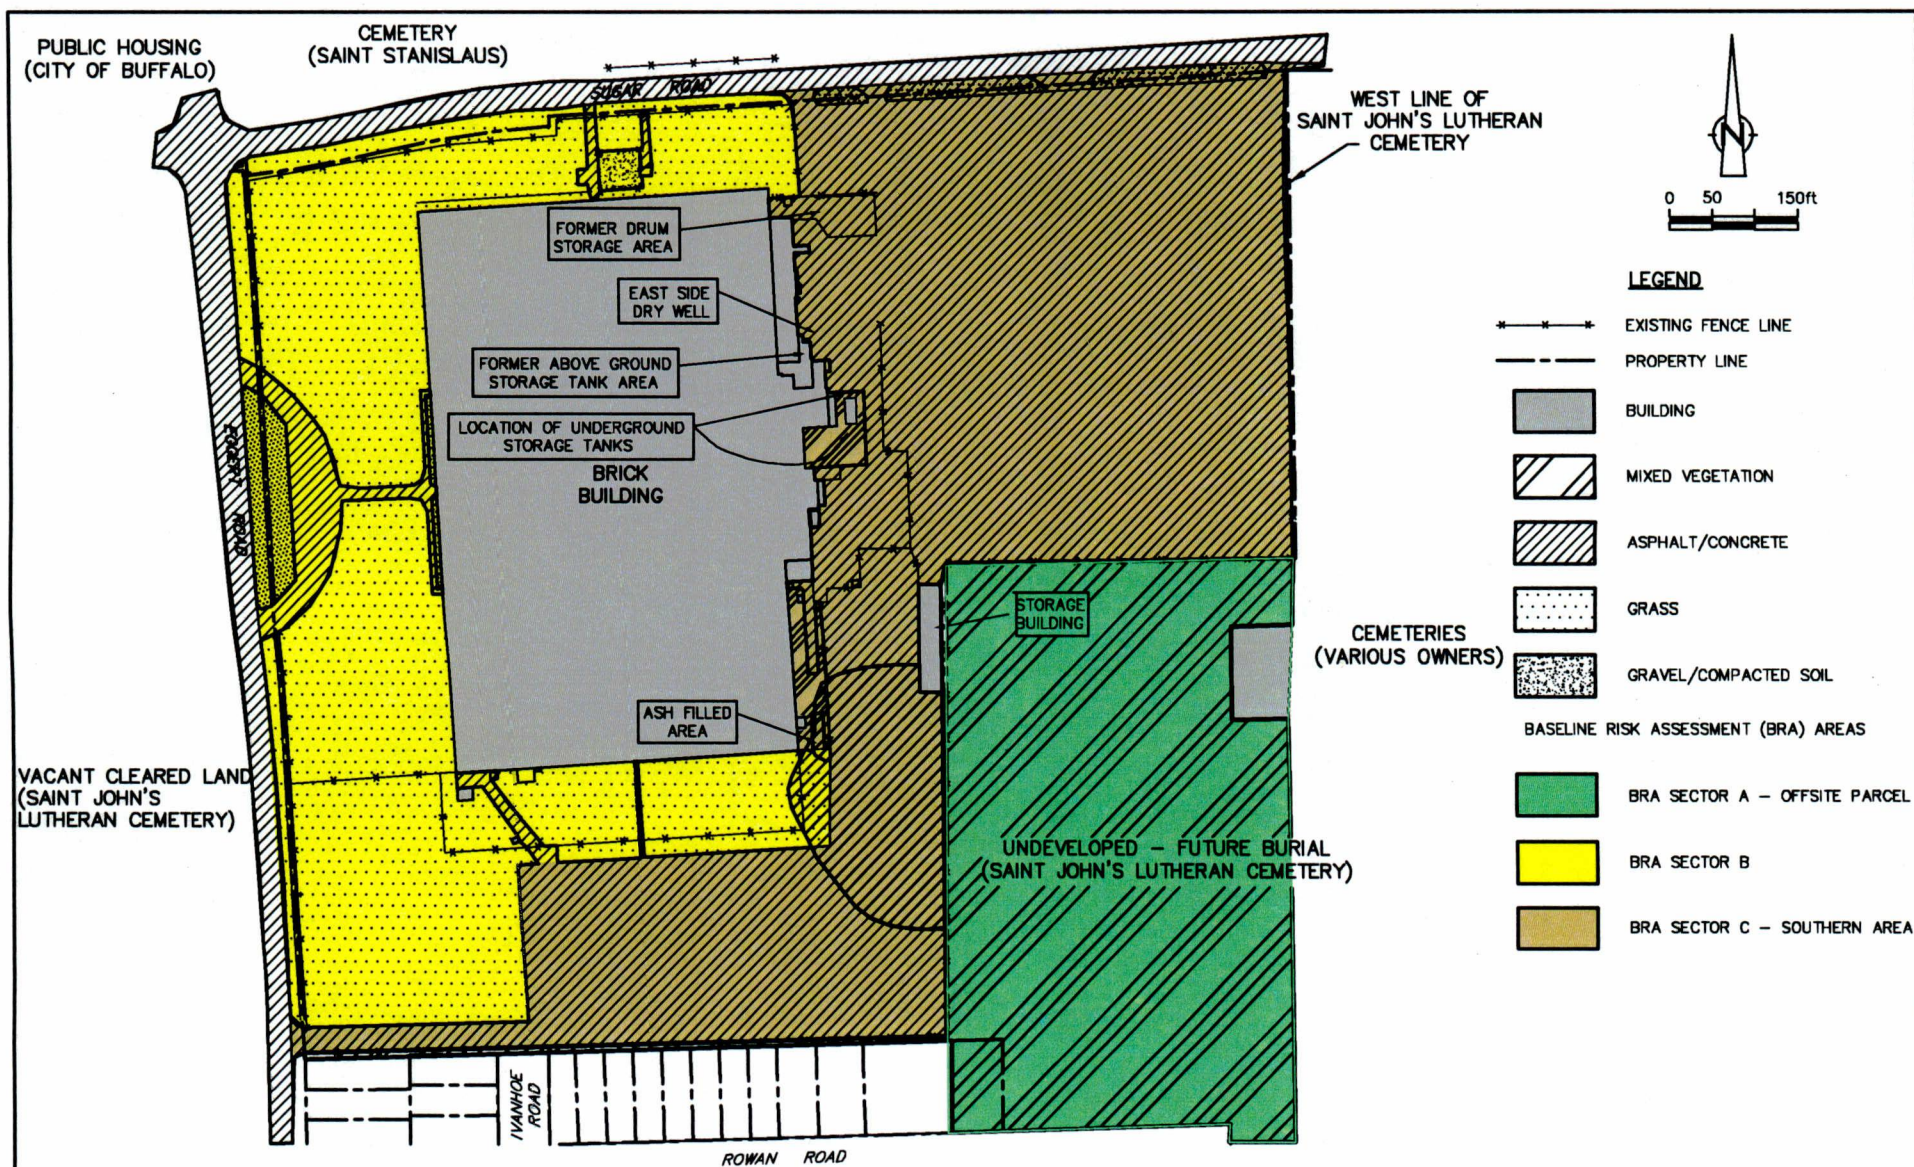 PUBLIC HOUSING
(CITY OF BUFFALO)
CEMETERY
(SAINT STANISLAUS)
SUGAR ROAD
WEST LINE OF
SAINT JOHN'S LUTHERAN
CEMETERY
N
0 50 150ft
FORMER DRUM
STORAGE AREA
EAST SIDE
DRY WELL
FORMER ABOVE GROUND
STORAGE TANK AREA
LOCATION OF UNDERGROUND
STORAGE TANKS
BRICK
BUILDING
EGGERT ROAD
STORAGE
BUILDING
CEMETERIES
(VARIOUS OWNERS)
ASH FILLED
AREA
VACANT CLEARED LAND
(SAINT JOHN'S
LUTHERAN CEMETERY)
UNDEVELOPED – FUTURE BURIAL
(SAINT JOHN'S LUTHERAN CEMETERY)
IVANHOE
ROAD
ROWAN ROAD
LEGEND
EXISTING FENCE LINE
PROPERTY LINE
BUILDING
MIXED VEGETATION
ASPHALT/CONCRETE
GRASS
GRAVEL/COMPACTED SOIL
BASELINE RISK ASSESSMENT (BRA) AREAS
BRA SECTOR A – OFFSITE PARCEL
BRA SECTOR B
BRA SECTOR C – SOUTHERN AREA